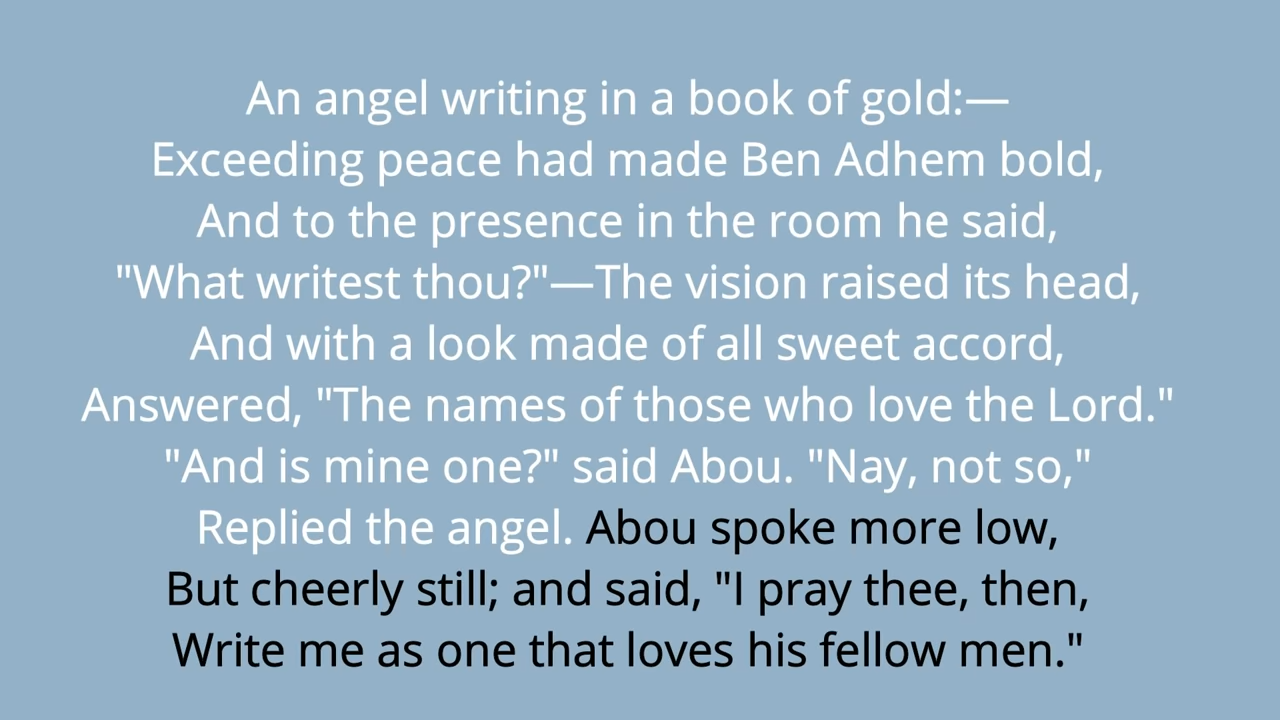 An angel writing in a book of gold:—
Exceeding peace had made Ben Adhem bold,
And to the presence in the room he said,
"What writest thou?"—The vision raised its head,
And with a look made of all sweet accord,
Answered, "The names of those who love the Lord."
"And is mine one?" said Abou. "Nay, not so,"
Replied the angel. Abou spoke more low,
But cheerly still; and said, "I pray thee, then,
Write me as one that loves his fellow men."